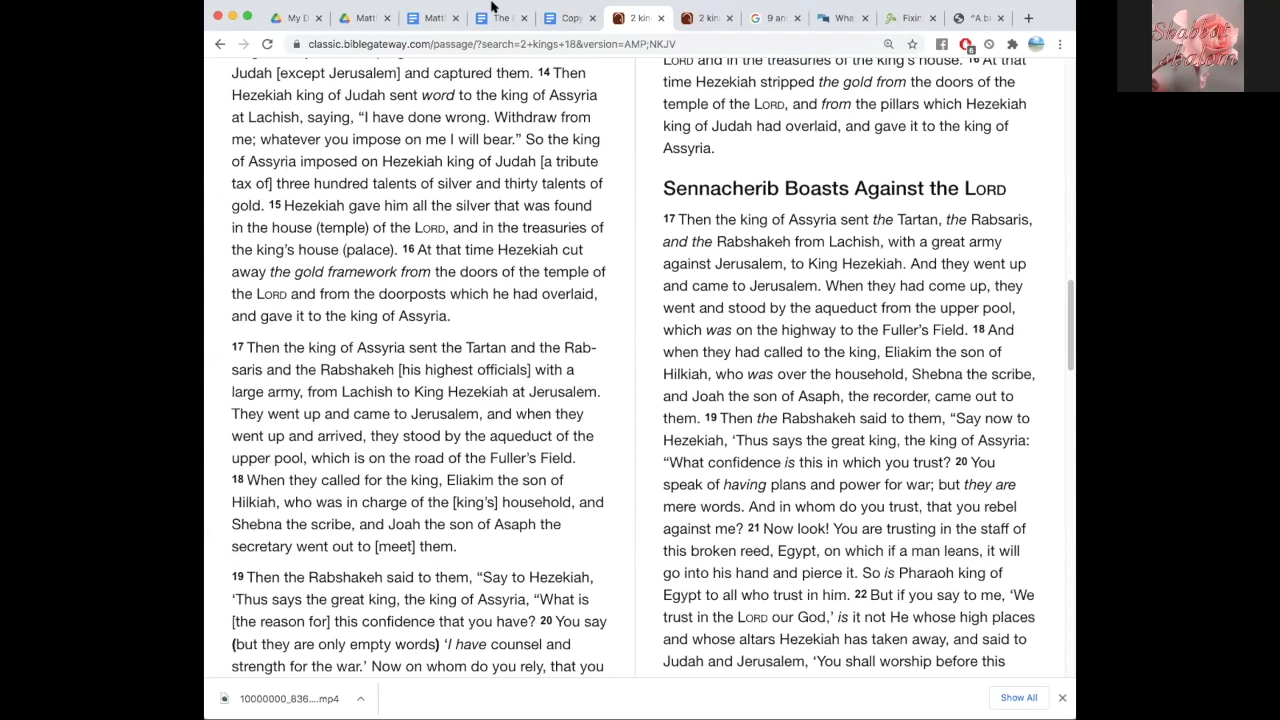 My D
Matth
Matth
The
Copy
2 kin
2 kin
9 and
Wha
Fixin
"A b
classic.biblegateway.com/passage/?search=2+kings+18&version=AMP;NKJV
6
Judah [except Jerusalem] and captured them. 14 Then
Hezekiah king of Judah sent word to the king of Assyria
at Lachish, saying, “I have done wrong. Withdraw from
me; whatever you impose on me I will bear.” So the king
of Assyria imposed on Hezekiah king of Judah [a tribute
tax of] three hundred talents of silver and thirty talents of
gold. 15 Hezekiah gave him all the silver that was found
in the house (temple) of the LORD, and in the treasuries of
the king’s house (palace). 16 At that time Hezekiah cut
away the gold framework from the doors of the temple of
the LORD and from the doorposts which he had overlaid,
and gave it to the king of Assyria.
17 Then the king of Assyria sent the Tartan and the Rab-
saris and the Rabshakeh [his highest officials] with a
large army, from Lachish to King Hezekiah at Jerusalem.
They went up and came to Jerusalem, and when they
went up and arrived, they stood by the aqueduct of the
upper pool, which is on the road of the Fuller’s Field.
18 When they called for the king, Eliakim the son of
Hilkiah, who was in charge of the [king’s] household, and
Shebna the scribe, and Joah the son of Asaph the
secretary went out to [meet] them.
19 Then the Rabshakeh said to them, “Say to Hezekiah,
‘Thus says the great king, the king of Assyria, “What is
[the reason for] this confidence that you have? 20 You say
(but they are only empty words) ‘I have counsel and
strength for the war.’ Now on whom do you rely, that you
LORD and in the treasuries of the king’s house. 16 At that
time Hezekiah stripped the gold from the doors of the
temple of the LORD, and from the pillars which Hezekiah
king of Judah had overlaid, and gave it to the king of
Assyria.
Sennacherib Boasts Against the LORD
17 Then the king of Assyria sent the Tartan, the Rabsaris,
and the Rabshakeh from Lachish, with a great army
against Jerusalem, to King Hezekiah. And they went up
and came to Jerusalem. When they had come up, they
went and stood by the aqueduct from the upper pool,
which was on the highway to the Fuller’s Field. 18 And
when they had called to the king, Eliakim the son of
Hilkiah, who was over the household, Shebna the scribe,
and Joah the son of Asaph, the recorder, came out to
them. 19 Then the Rabshakeh said to them, “Say now to
Hezekiah, ‘Thus says the great king, the king of Assyria:
“What confidence is this in which you trust? 20 You
speak of having plans and power for war; but they are
mere words. And in whom do you trust, that you rebel
against me? 21 Now look! You are trusting in the staff of
this broken reed, Egypt, on which if a man leans, it will
go into his hand and pierce it. So is Pharaoh king of
Egypt to all who trust in him. 22 But if you say to me, ‘We
trust in the LORD our God,’ is it not He whose high places
and whose altars Hezekiah has taken away, and said to
Judah and Jerusalem, ‘You shall worship before this
10000000_836....mp4
Show All
Shabbat
shalom